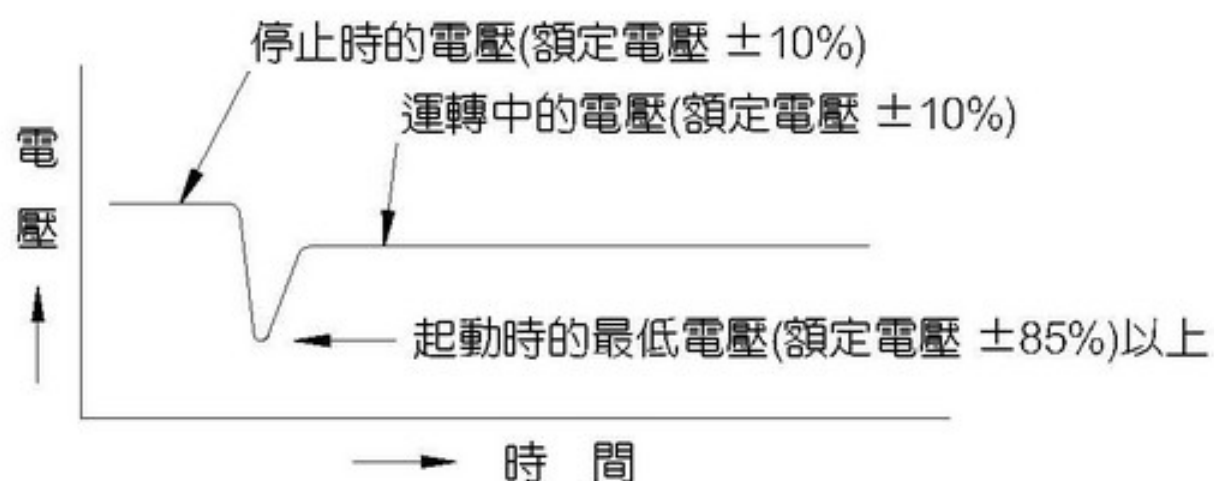 停止時的電壓(額定電壓 ±10%)
運轉中的電壓(額定電壓 ±10%)
電壓
起動時的最低電壓(額定電壓 ±85%)以上
時 間